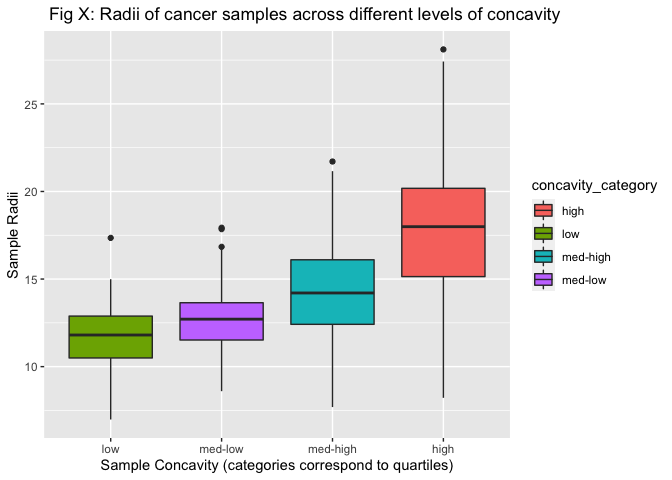 Fig X: Radii of cancer samples across different levels of concavity
25
20
15
10
Sample Radii
low med-low med-high high
Sample Concavity (categories correspond to quartiles)
concavity_category
high
low
med-high
med-low